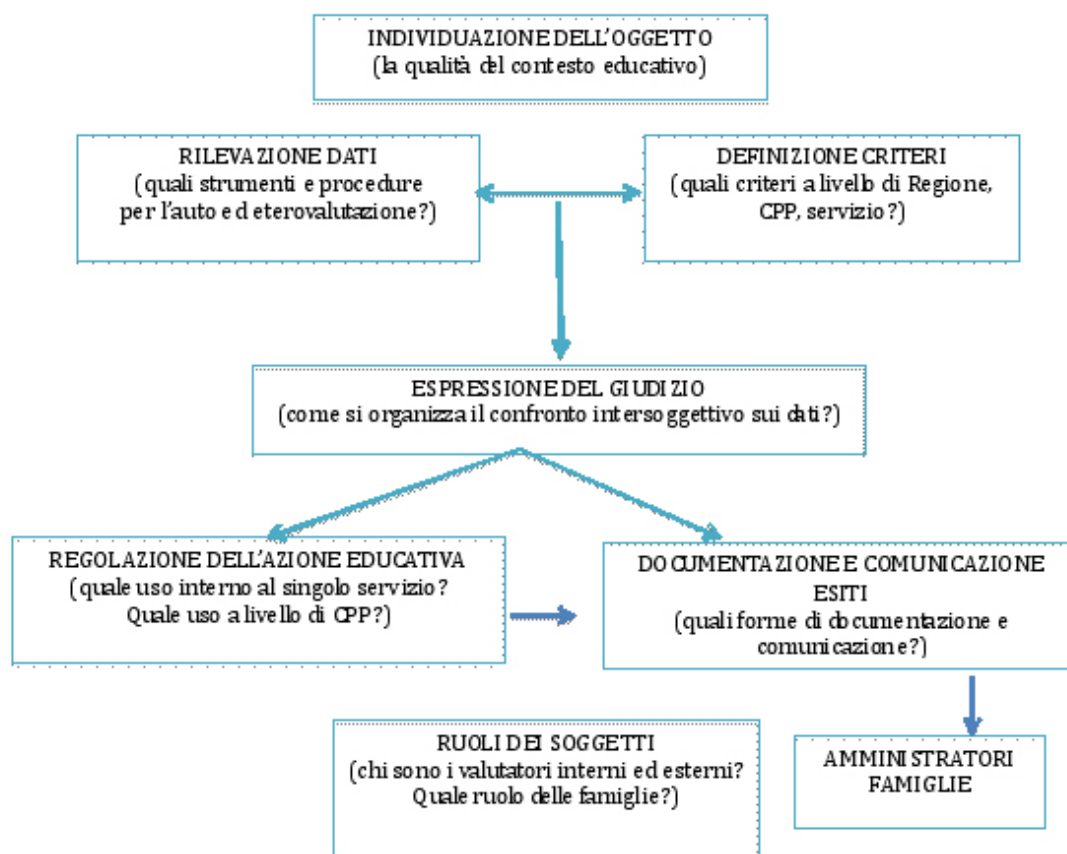 INDIVIDUAZIONE DELL'OGGETTO
(la qualità del contesto educativo)
RILEVAZIONE DATI
(quali strumenti e procedure
per l'auto ed eterovalutazione?)
DEFINIZIONE CRITERI
(quali criteri a livello di Regione,
CPP, servizio?)
ESPRESSIONE DEL GIUDIZIO
(come si organizza il confronto intersoggettivo sui dati?)
REGOLAZIONE DELL'AZIONE EDUCATIVA
(quale uso interno al singolo servizio?
Quale uso a livello di CPP?)
DOCUMENTAZIONE E COMUNICAZIONE
ESITI
(quali forme di documentazione e
comunicazione?)
RUOLI DEI SOGGETTI
(chi sono i valutatori interni ed esterni?
Quale ruolo delle famiglie?)
AMMINISTRATORI
FAMIGLIE